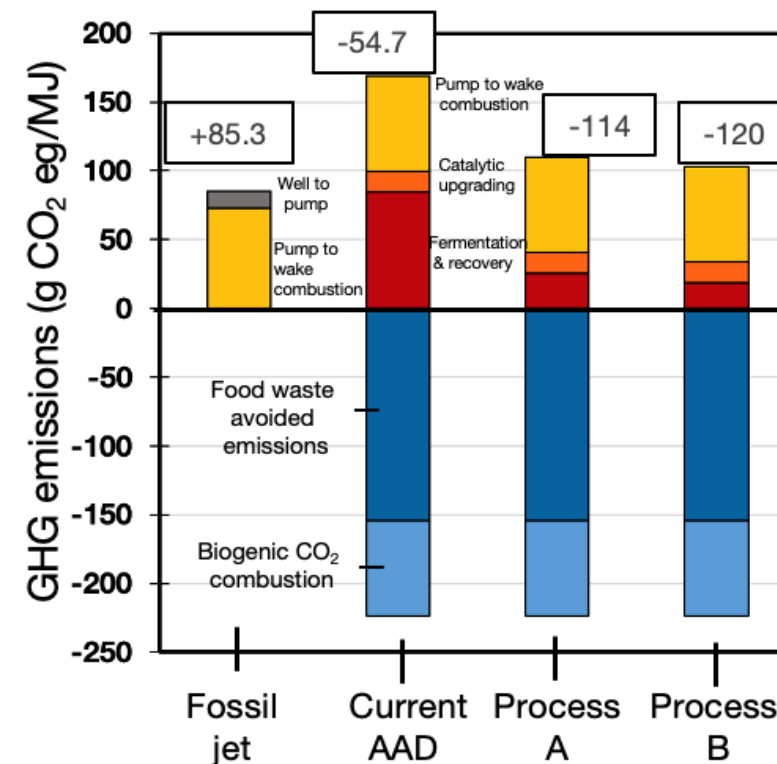 GHG emissions (g CO₂ eg/MJ)
200
150
100
50
0
-50
-100
-150
-200
-250
+85.3
-54.7
-114
-120
Well to
pump
Pump to
wake
combustion
Pump to wake
combustion
Catalytic
upgrading
Fermentation
& recovery
Food waste
avoided
emissions
Biogenic CO₂
combustion
Fossil
jet
Current
AAD
Process
A
Process
B